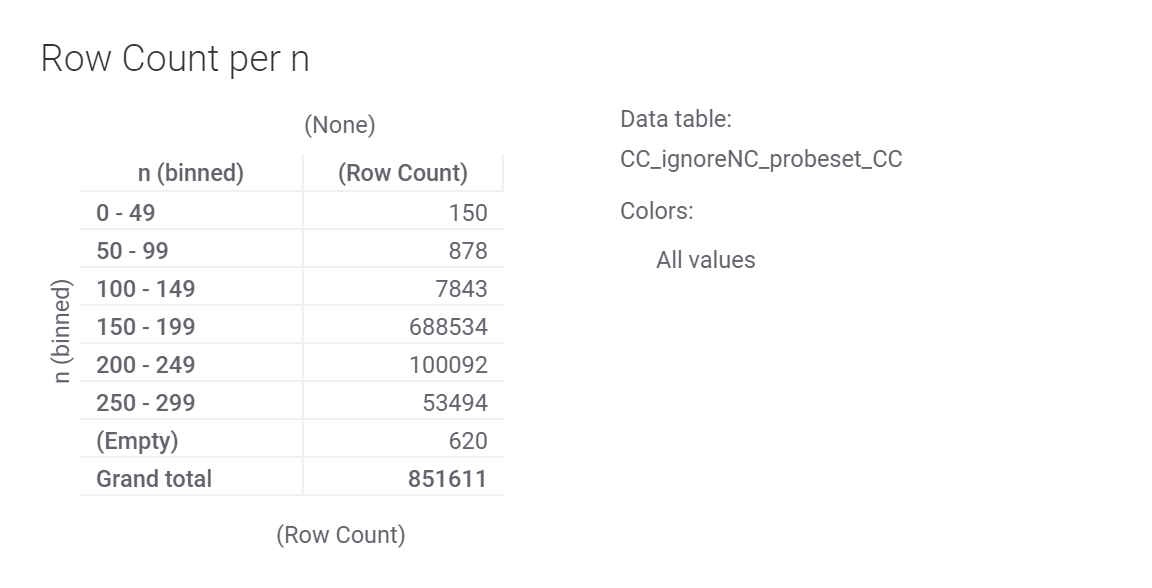 Row Count per n
(None)
n (binned) (Row Count)
0 - 49 150
50 - 99 878
100 - 149 7843
150 - 199 688534
200 - 249 100092
250 - 299 53494
(Empty) 620
Grand total 851611
n (binned)
(Row Count)
Data table:
CC_ignoreNC_probeset_CC
Colors:
All values